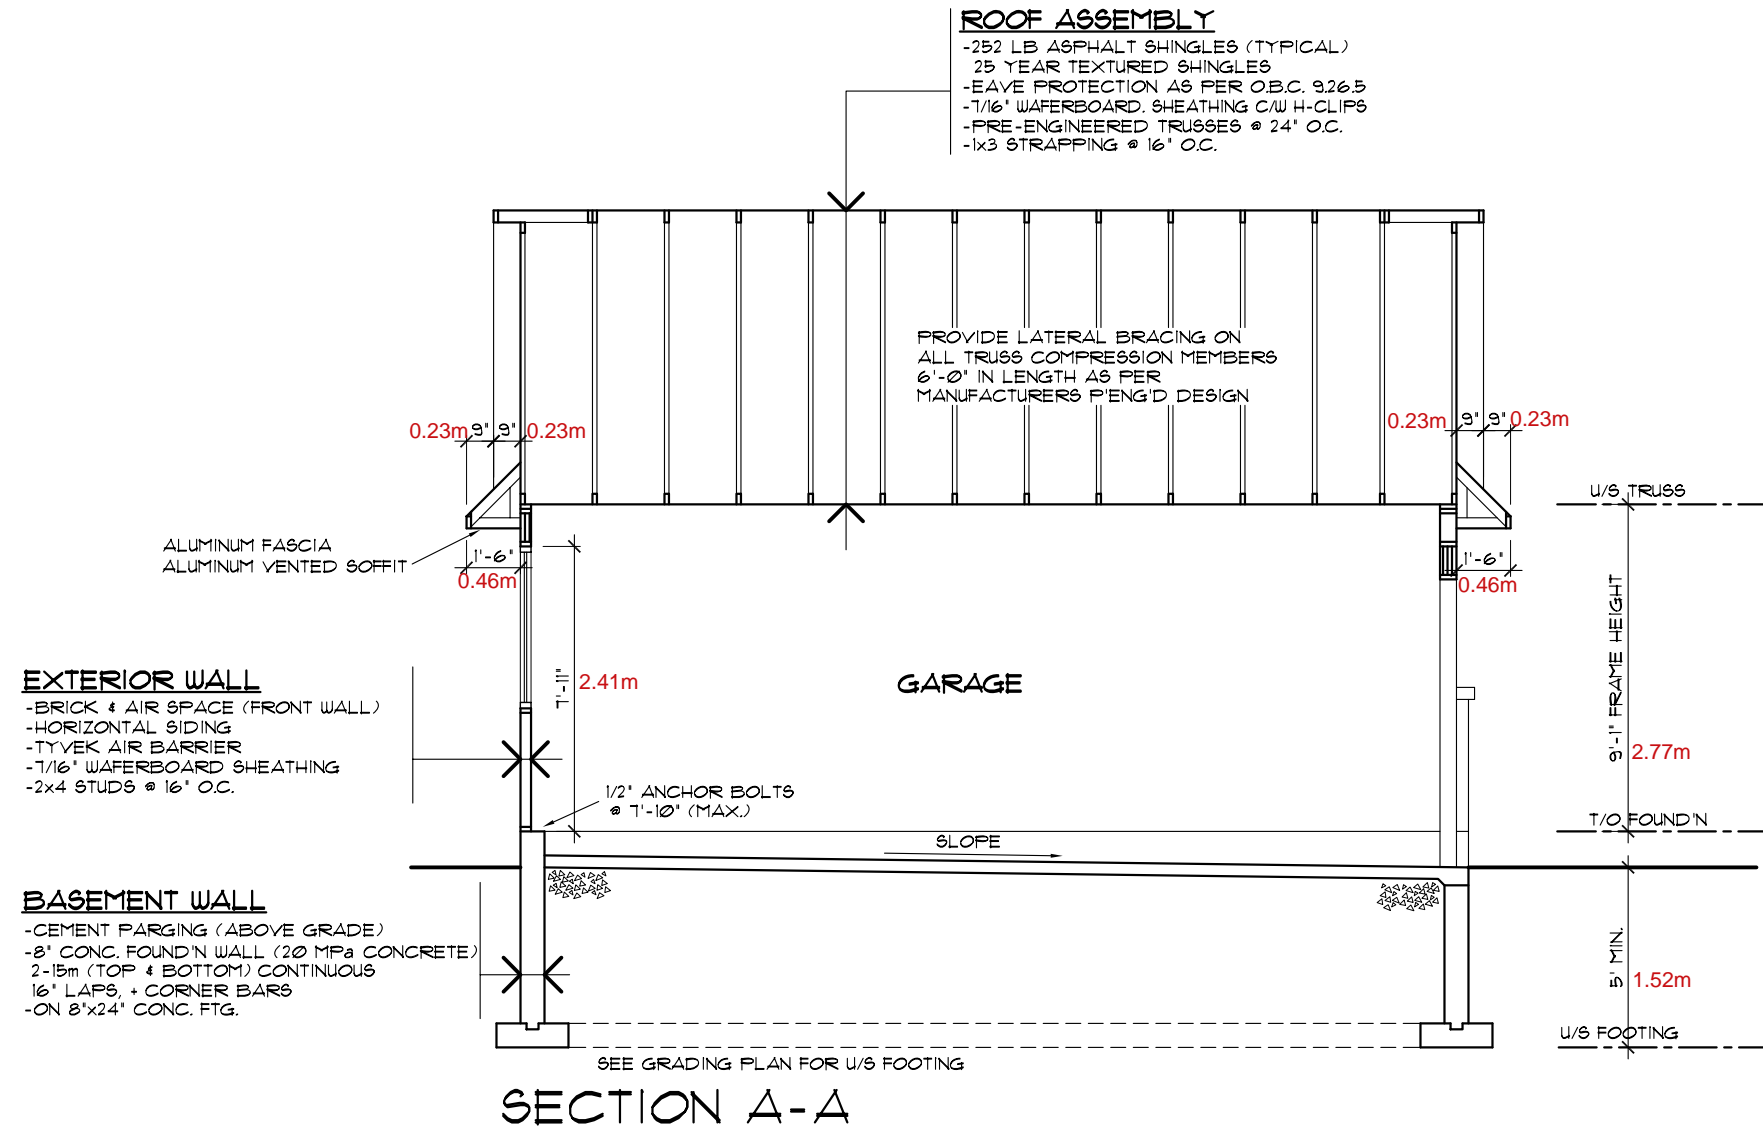 ROOF ASSEMBLY
-252 LB ASPHALT SHINGLES (TYPICAL)
25 YEAR TEXTURED SHINGLES
-EAVE PROTECTION AS PER O.B.C. 9.26.5
-7/16" WAFERBOARD. SHEATHING C/W H-CLIPS
-PRE-ENGINEERED TRUSSES @ 24" O.C.
-1x3 STRAPPING @ 16" O.C.
PROVIDE LATERAL BRACING ON
ALL TRUSS COMPRESSION MEMBERS
6'-0" IN LENGTH AS PER
MANUFACTURERS P'ENG'D DESIGN
0.23m 9" 9" 0.23m
0.23m 9" 9" 0.23m
U/S TRUSS
ALUMINUM FASCIA
ALUMINUM VENTED SOFFIT
1'-6"
0.46m
1'-6"
0.46m
9'-1" FRAME HEIGHT
2.77m
7'-11"
2.41m
GARAGE
EXTERIOR WALL
-BRICK & AIR SPACE (FRONT WALL)
-HORIZONTAL SIDING
-TYVEK AIR BARRIER
-7/16" WAFERBOARD SHEATHING
-2x4 STUDS @ 16" O.C.
1/2" ANCHOR BOLTS
@ 7'-10" (MAX.)
T/O FOUND'N
SLOPE
BASEMENT WALL
-CEMENT PARGING (ABOVE GRADE)
-8" CONC. FOUND'N WALL (20 MPa CONCRETE)
2-15m (TOP & BOTTOM) CONTINUOUS
16" LAPS, + CORNER BARS
-ON 8"x24" CONC. FTG.
5' MIN.
1.52m
U/S FOOTING
SEE GRADING PLAN FOR U/S FOOTING
SECTION A-A